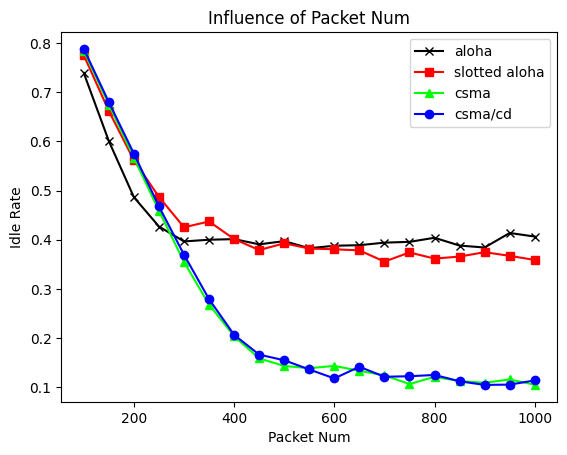 Influence of Packet Num
aloha
slotted aloha
csma
csma/cd
Idle Rate
0.8
0.7
0.6
0.5
0.4
0.3
0.2
0.1
200
400
600
800
1000
Packet Num